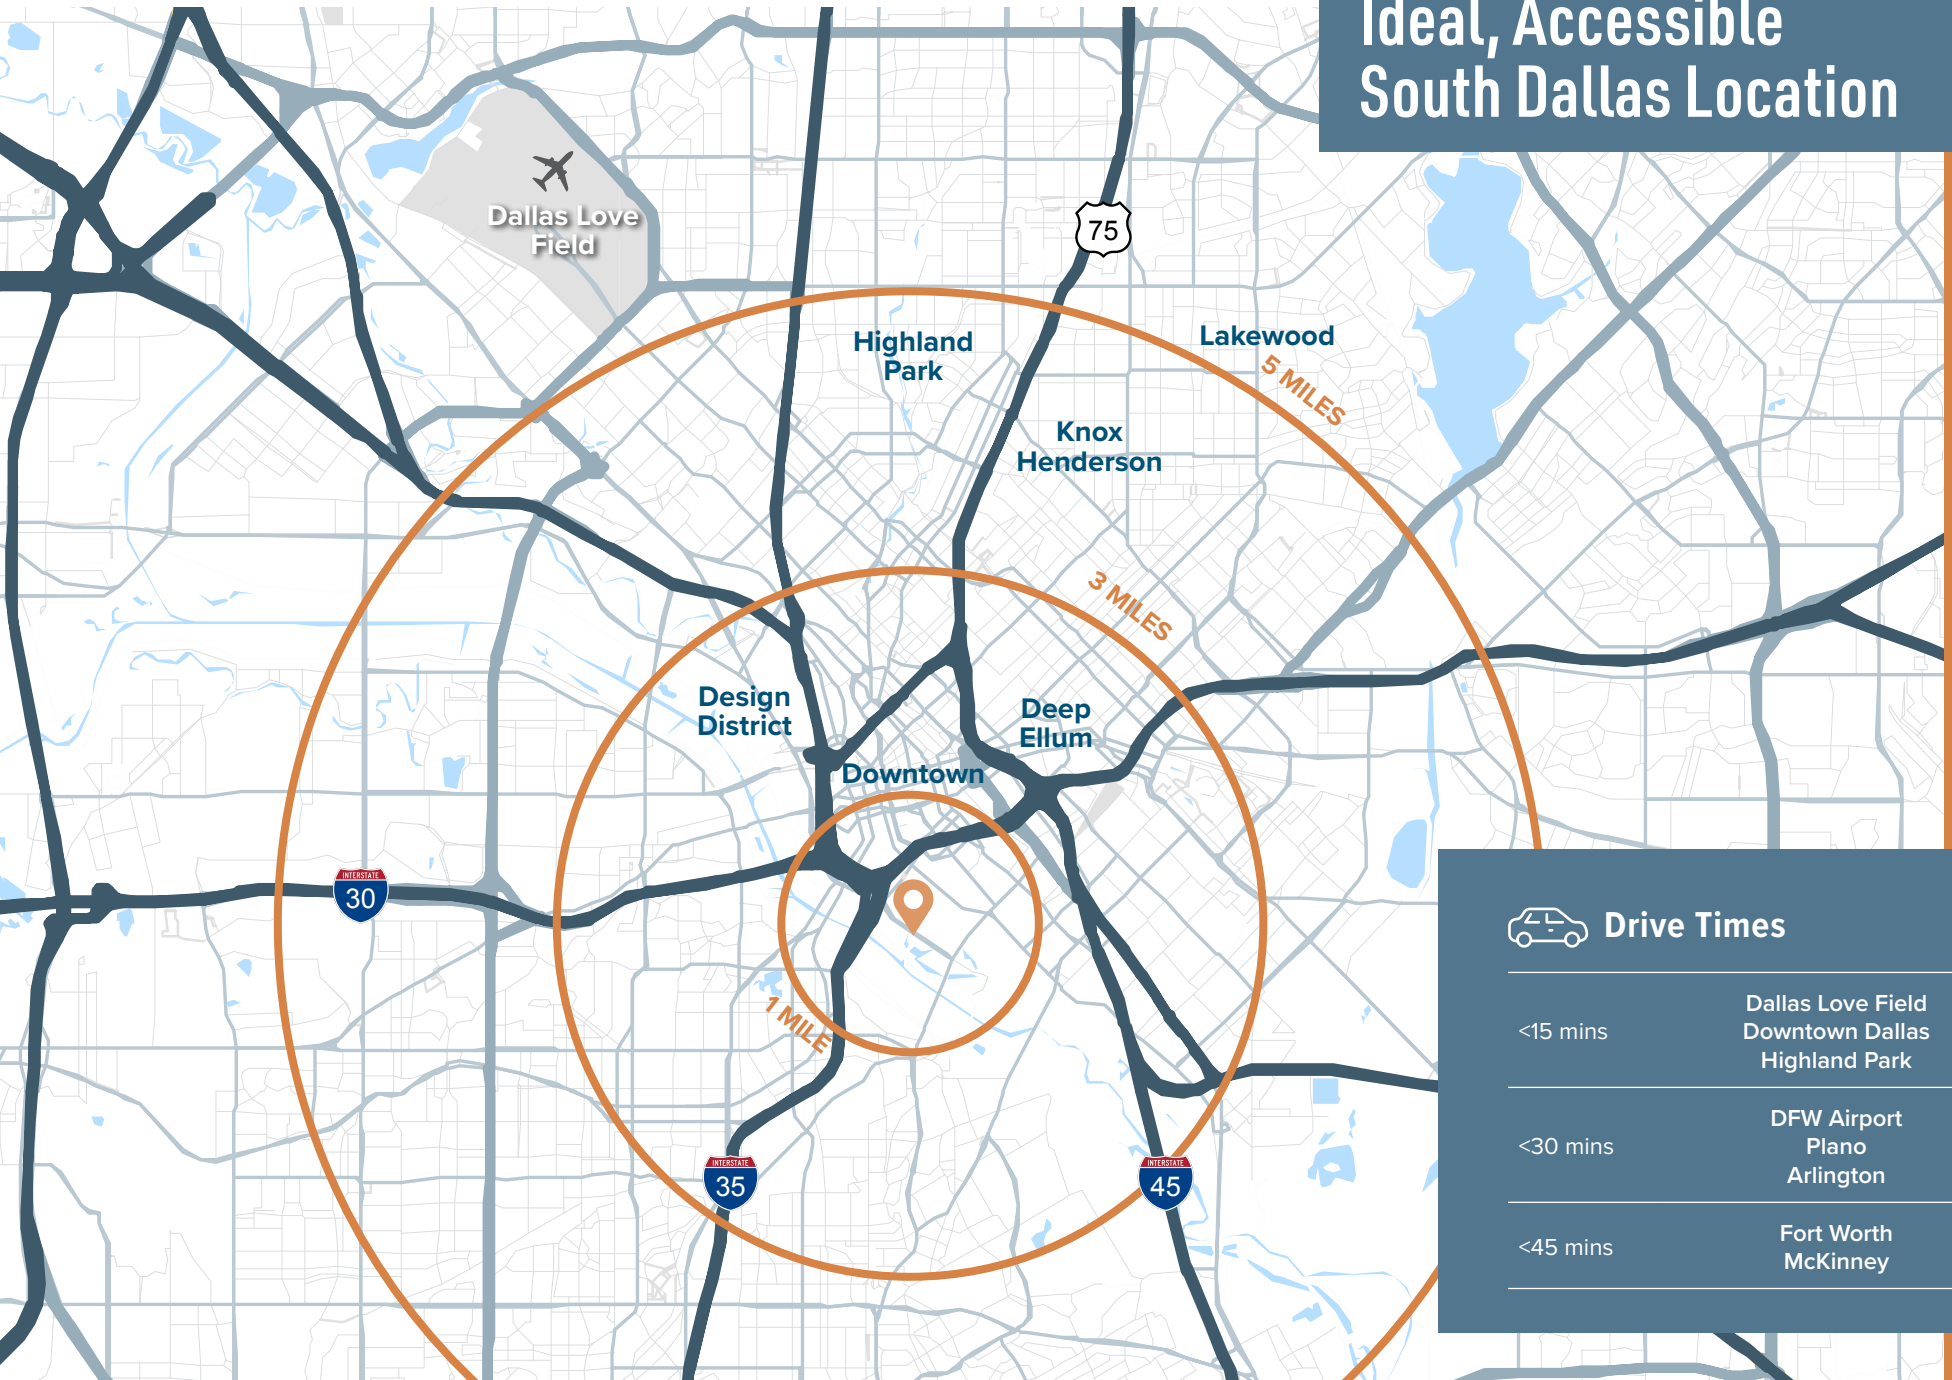 Ideal, Accessible
South Dallas Location
Dallas Love
Field
75
Highland
Park
Lakewood
5 MILES
Knox
Henderson
3 MILES
Design
District
Deep
Ellum
Downtown
INTERSTATE
30
1 MILE
INTERSTATE
35
INTERSTATE
45
Drive Times
<15 mins
Dallas Love Field
Downtown Dallas
Highland Park
<30 mins
DFW Airport
Plano
Arlington
<45 mins
Fort Worth
McKinney